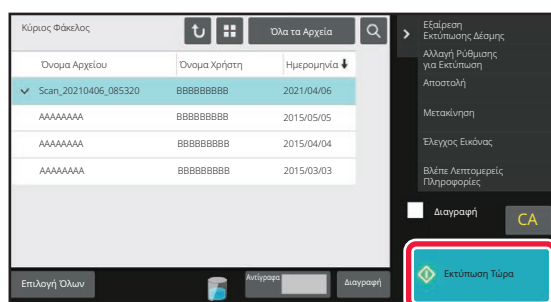 Κύριος Φάκελος
Όλα τα Αρχεία
Όνομα Αρχείου Όνομα Χρήστη Ημερομηνία
Scan_20210406_085320 BBBBBBBBB 2021/04/06
AAAAAAAA BBBBBBBBB 2015/05/05
AAAAAAAA BBBBBBBBB 2015/04/04
AAAAAAAA BBBBBBBBB 2015/03/03
Επιλογή Όλων
Αντίγραφα
Διαγραφή
Εξαίρεση
Εκτύπωσης Δέσμης
Αλλαγή Ρύθμισης
για Εκτύπωση
Αποστολή
Μετακίνηση
Έλεγχος Εικόνας
Βλέπε Λεπτομερείς
Πληροφορίες
Διαγραφή
CA
Εκτύπωση Τώρα